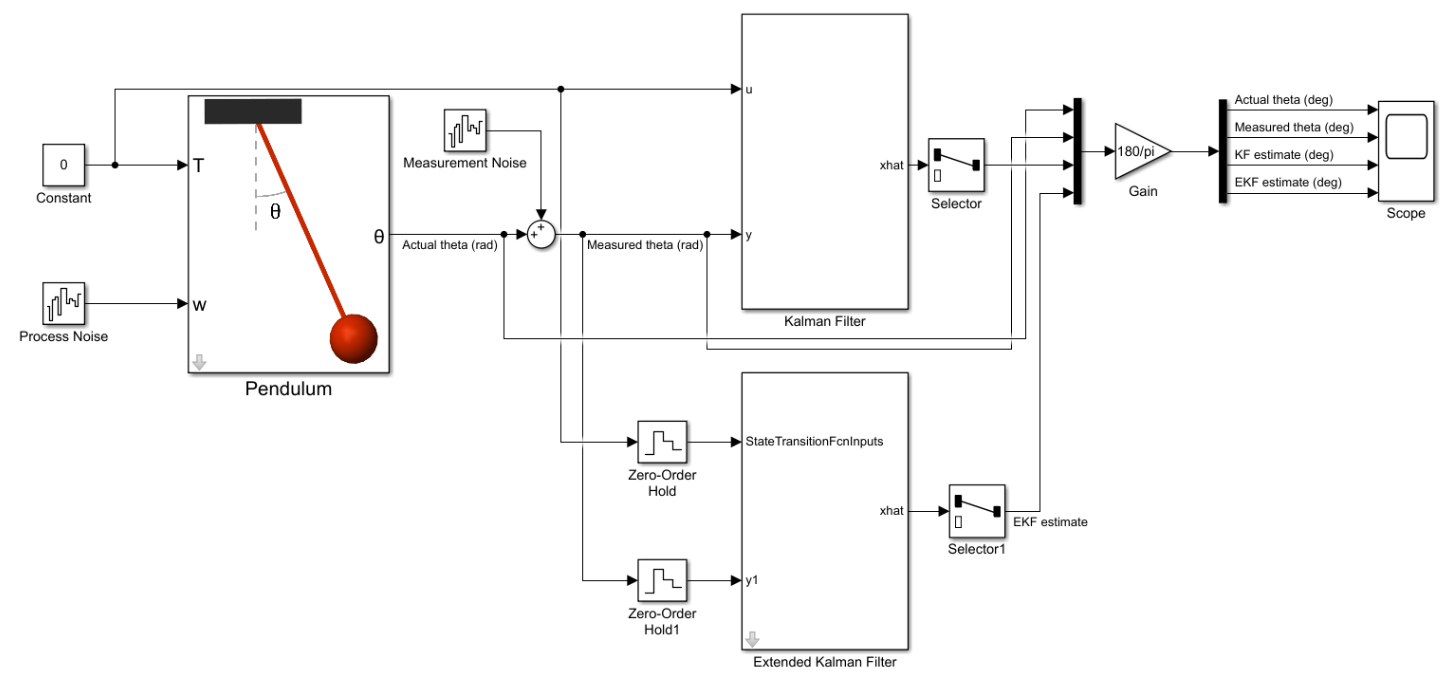 0
Constant
Process Noise
T
θ
θ
w
Pendulum
Measurement Noise
Actual theta (rad)
+
+
Measured theta (rad)
u
xhat
y
Kalman Filter
Selector
180/pi
Gain
Actual theta (deg)
Measured theta (deg)
KF estimate (deg)
EKF estimate (deg)
Scope
Zero-Order
Hold
Zero-Order
Hold1
StateTransitionFcnInputs
xhat
y1
Extended Kalman Filter
Selector1
EKF estimate